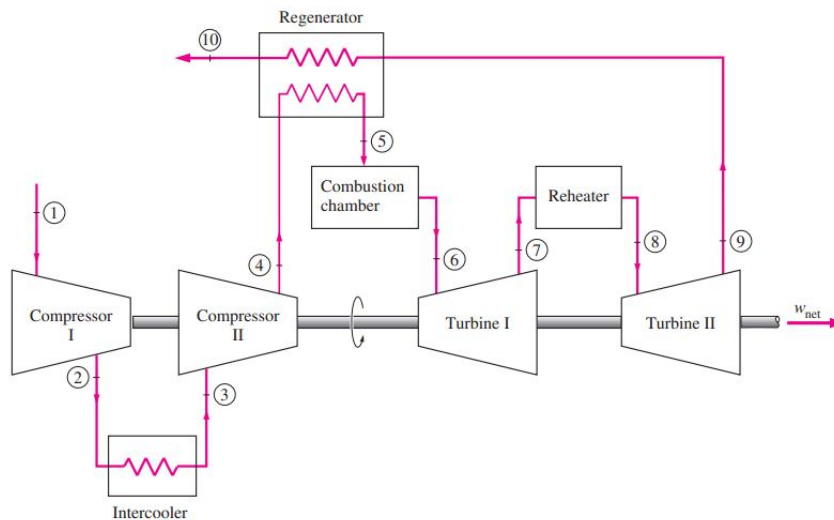 Regenerator
10
5
Combustion
chamber
Reheater
1
4
6
7
8
9
Compressor
I
Compressor
II
Turbine I
Turbine II
w_net
2
3
Intercooler